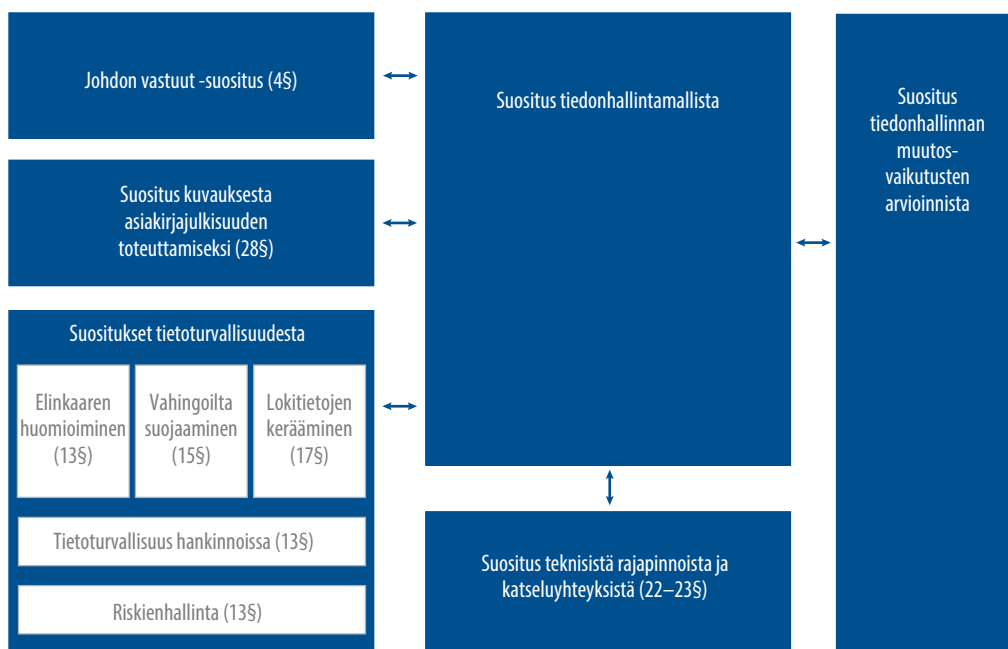 Johdon vastuut -suositus (4§)
Suositus kuvauksesta
asiakirjajulkisuuden
toteuttamiseksi (28§)
Suositukset tietoturvallisuudesta
Elinkaaren
huomioiminen
(13§)
Vahingoilta
suojaaminen
(15§)
Lokitietojen
kerääminen
(17§)
Tietoturvallisuus hankinnoissa (13§)
Riskienhallinta (13§)
Suositus tiedonhallintamallista
Suositus teknisistä rajapinnoista ja
katseluyhteyksistä (22–23§)
Suositus
tiedonhallinnan
muutos-
vaikutusten
arvioinnista